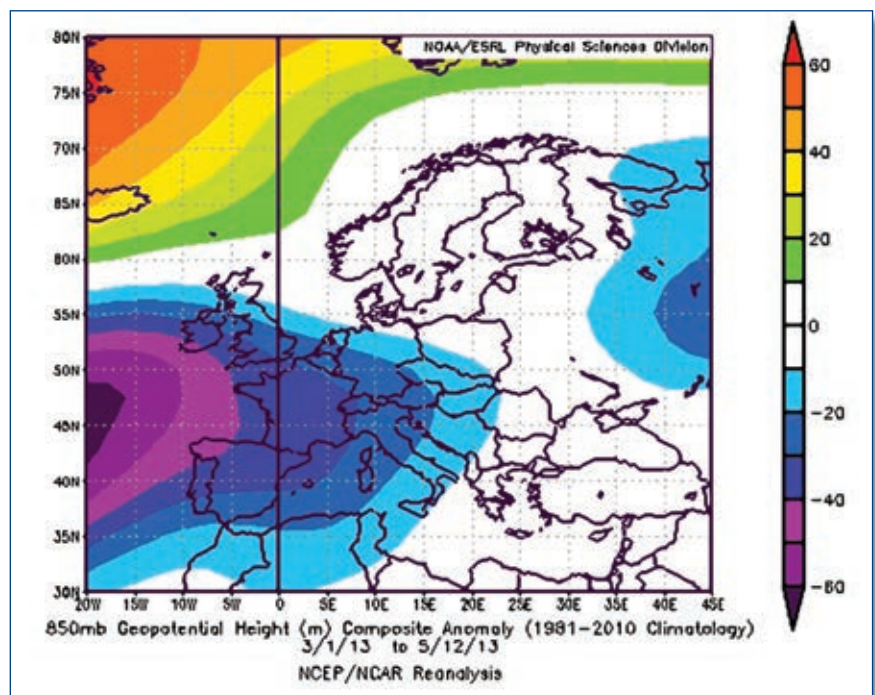 NOAA/ESRL Physical Sciences Division
80N
75N
70N
65N
60N
55N
50N
45N
40N
35N
30N
20W 15W 10W 5W 0 5E 10E 15E 20E 25E 30E 35E 40E 45E
60
40
20
0
-20
-40
-60
850mb Geopotential Height (m) Composite Anomaly (1981-2010 Climatology)
3/1/13 to 5/12/13
NCEP/NCAR Reanalysis